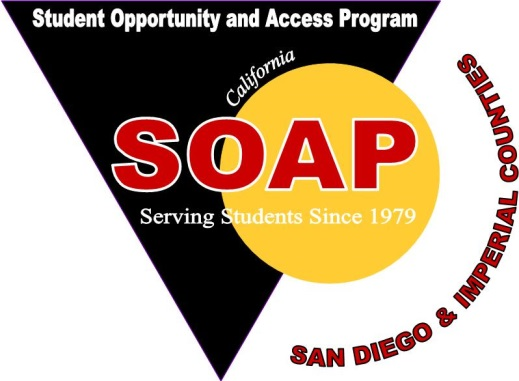 Student Opportunity and Access Program
California
SOAP
Serving Students Since 1979
SAN DIEGO & IMPERIAL COUNTIES